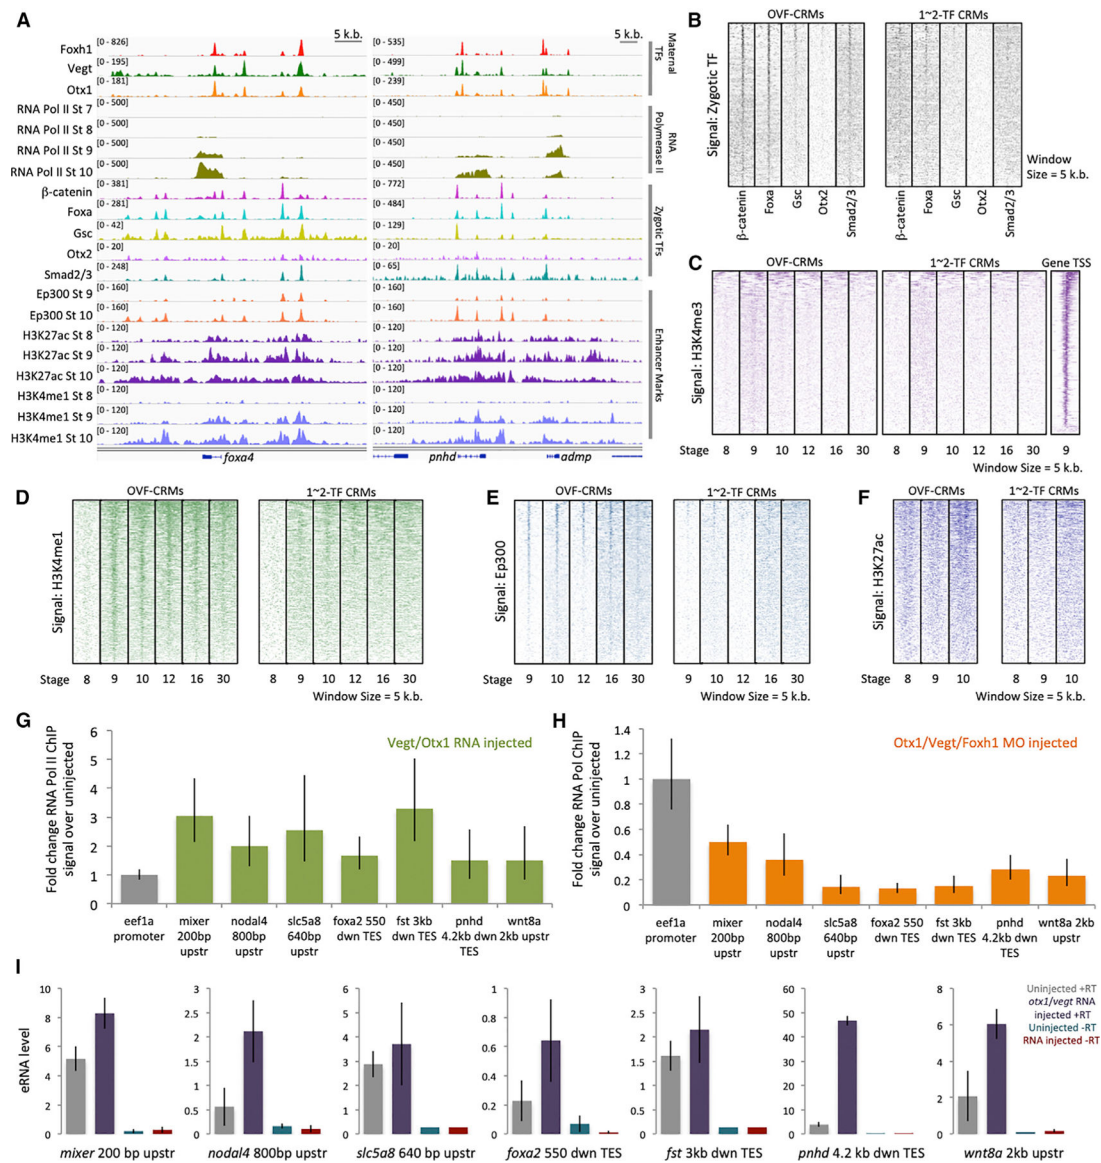 A
5 k.b.
5 k.b.
Foxh1 [0 - 826] [0 - 535]
Vegt [0 - 195] [0 - 499]
Otx1 [0 - 181] [0 - 239]
Maternal TFs
RNA Pol II St 7 [0 - 500] [0 - 450]
RNA Pol II St 8 [0 - 500] [0 - 450]
RNA Pol II St 9 [0 - 500] [0 - 450]
RNA Pol II St 10 [0 - 500] [0 - 450]
RNA Polymerase II
β-catenin [0 - 381] [0 - 772]
Foxa [0 - 281] [0 - 484]
Gsc [0 - 42] [0 - 129]
Otx2 [0 - 20] [0 - 20]
Smad2/3 [0 - 248] [0 - 65]
Zygotic TFs
Ep300 St 9 [0 - 160] [0 - 160]
Ep300 St 10 [0 - 160] [0 - 160]
H3K27ac St 8 [0 - 120] [0 - 120]
H3K27ac St 9 [0 - 120] [0 - 120]
H3K27ac St 10 [0 - 120] [0 - 120]
H3K4me1 St 8 [0 - 120] [0 - 120]
H3K4me1 St 9 [0 - 120] [0 - 120]
H3K4me1 St 10 [0 - 120] [0 - 120]
Enhancer Marks
foxa4 pnhd admp
B
OVF-CRMs 1~2-TF CRMs
Signal: Zygotic TF
Window
Size = 5 k.b.
β-catenin Foxa Gsc Otx2 Smad2/3 β-catenin Foxa Gsc Otx2 Smad2/3
C
OVF-CRMs 1~2-TF CRMs Gene TSS
Signal: H3K4me3
Stage 8 9 10 12 16 30 8 9 10 12 16 30 9
Window Size = 5 k.b.
D
OVF-CRMs 1~2-TF CRMs
Signal: H3K4me1
Stage 8 9 10 12 16 30 9 10 12 16 30
Window Size = 5 k.b.
E
OVF-CRMs 1~2-TF CRMs
Signal: Ep300
Stage 9 10 12 16 30 9 10 12 16 30
Window Size = 5 k.b.
F
OVF-CRMs 1~2-TF CRMs
Signal: H3K27ac
Stage 8 9 10 8 9 10
Window Size = 5 k.b.
G
Fold change RNA Pol II ChIP
signal over uninjected
Vegt/Otx1 RNA injected
6
5
4
3
2
1
0
eef1a promoter
mixer 200bp upstr
nodal4 800bp upstr
slc5a8 640bp upstr
foxa2 550 dwn TES
fst 3kb dwn TES
pnhd 4.2kb dwn TES
wnt8a 2kb upstr
H
Fold change RNA Pol ChIP
signal over uninjected
Otx1/Vegt/Foxh1 MO injected
1.4
1.2
1
0.8
0.6
0.4
0.2
0
eef1a promoter
mixer 200bp upstr
nodal4 800bp upstr
slc5a8 640bp upstr
foxa2 550 dwn TES
fst 3kb dwn TES
pnhd 4.2kb dwn TES
wnt8a 2kb upstr
I
eRNA level
10
8
6
4
2
0
mixer 200 bp upstr
3
2.5
2
1.5
1
0.5
0
nodal4 800bp upstr
6
5
4
3
2
1
0
slc5a8 640 bp upstr
1
0.8
0.6
0.4
0.2
0
foxa2 550 dwn TES
3
2.5
2
1.5
1
0.5
0
fst 3kb dwn TES
60
50
40
30
20
10
0
pnhd 4.2 kb dwn TES
8
6
4
2
0
wnt8a 2kb upstr
Uninjected +RT
otx1/vegt RNA
injected +RT
Uninjected -RT
RNA injected -RT